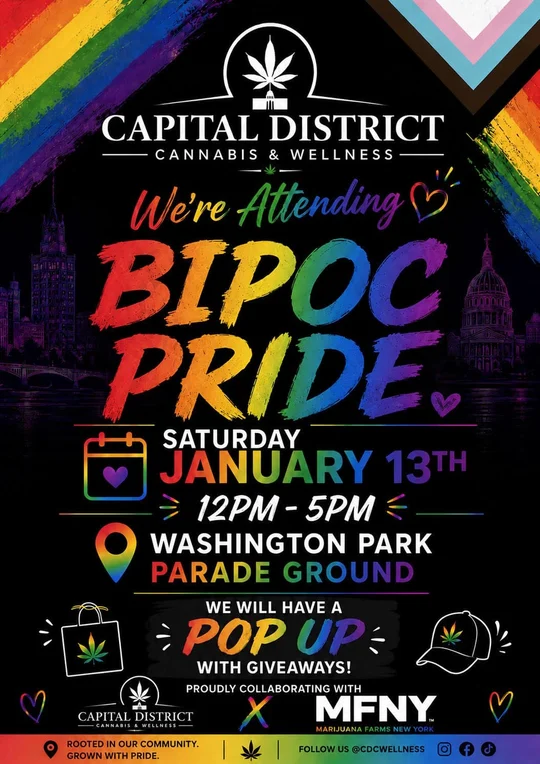 CAPITAL DISTRICT
CANNABIS & WELLNESS
We're Attending
BIPOC
PRIDE
SATURDAY
JANUARY 13TH
12PM - 5PM
WASHINGTON PARK
PARADE GROUND
WE WILL HAVE A
POP UP
WITH GIVEAWAYS!
PROUDLY COLLABORATING WITH
CAPITAL DISTRICT
CANNABIS & WELLNESS
X
MFNY™
MARIJUANA FARMS NEW YORK
ROOTED IN OUR COMMUNITY.
GROWN WITH PRIDE.
FOLLOW US @CDCWELLNESS